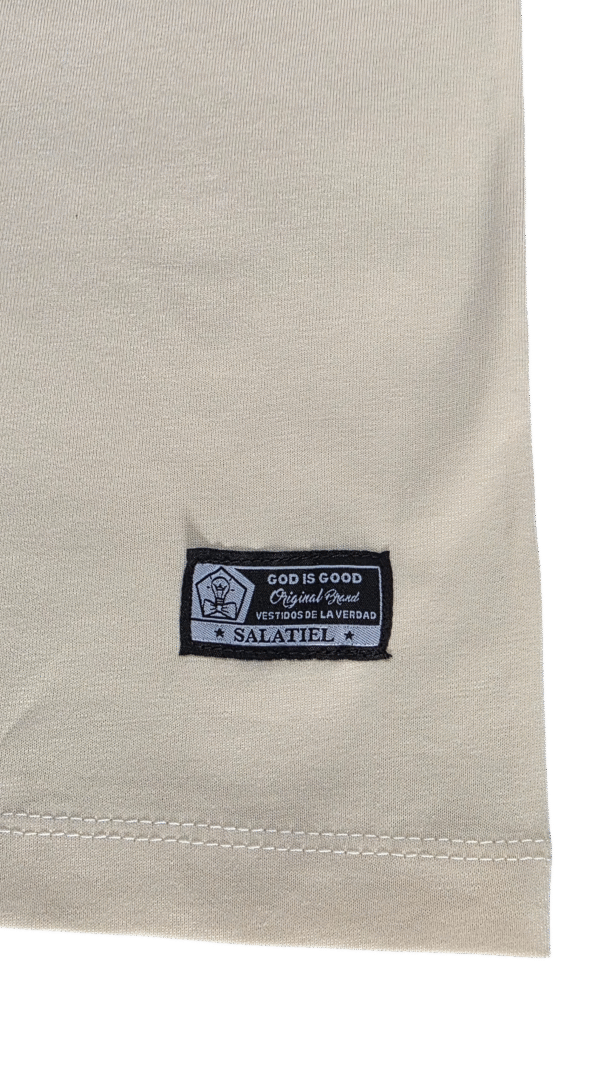 GOD IS GOOD
Original Brand
VESTIDOS DE LA VERDAD
★ SALATIEL ★